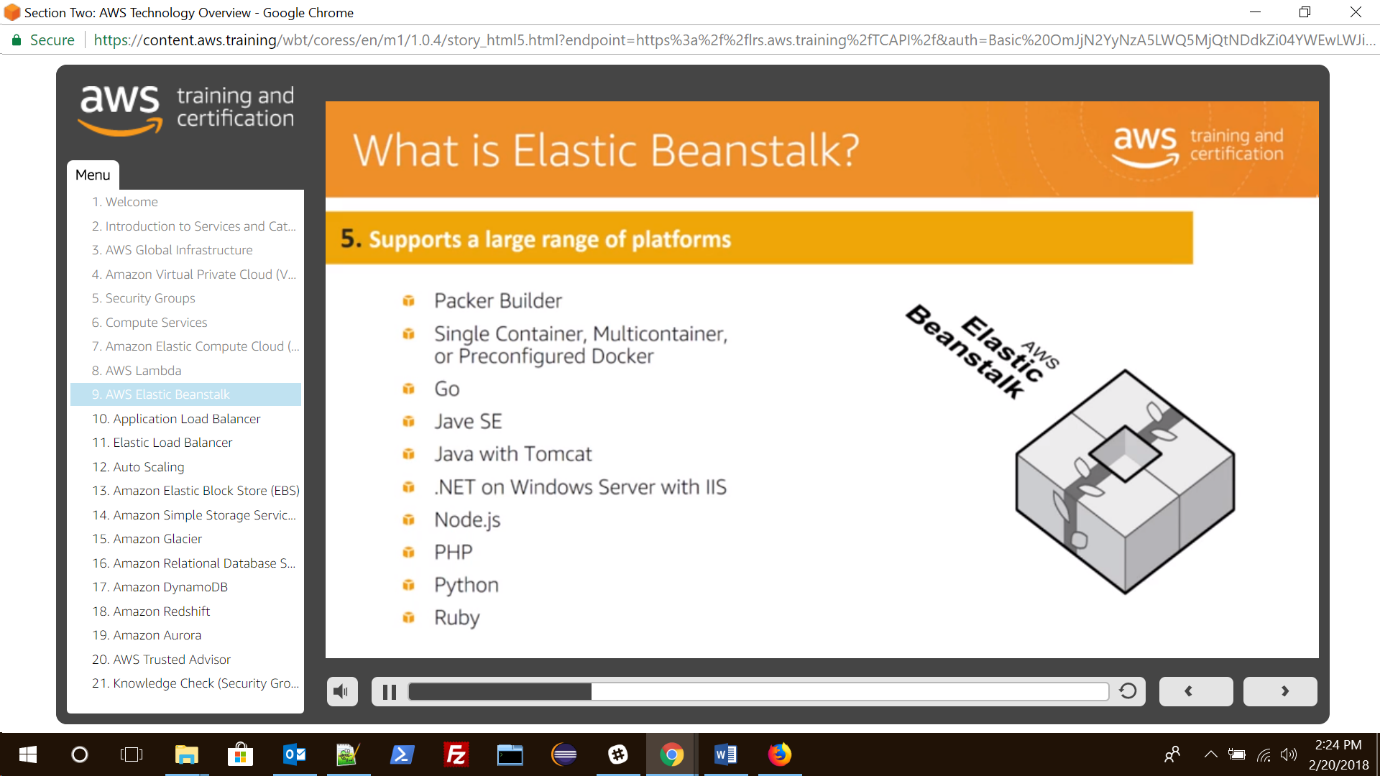 Section Two: AWS Technology Overview - Google Chrome
Secure https://content.aws.training/wbt/coress/en/m1/1.0.4/story_html5.html?endpoint=https%3a%2f%2flrs.aws.training%2fTCAPI%2f&auth=Basic%20OmJjN2YyNzA5LWQ5MjQtNDdkZi04YWEwLWJi...
aws training and
certification
Menu
1. Welcome
2. Introduction to Services and Cat...
3. AWS Global Infrastructure
4. Amazon Virtual Private Cloud (V...
5. Security Groups
6. Compute Services
7. Amazon Elastic Compute Cloud (...
8. AWS Lambda
9. AWS Elastic Beanstalk
10. Application Load Balancer
11. Elastic Load Balancer
12. Auto Scaling
13. Amazon Elastic Block Store (EBS)
14. Amazon Simple Storage Servic...
15. Amazon Glacier
16. Amazon Relational Database S...
17. Amazon DynamoDB
18. Amazon Redshift
19. Amazon Aurora
20. AWS Trusted Advisor
21. Knowledge Check (Security Gro...
What is Elastic Beanstalk?
aws training and
certification
5. Supports a large range of platforms
Packer Builder
Single Container, Multicontainer,
or Preconfigured Docker
Go
Jave SE
Java with Tomcat
.NET on Windows Server with IIS
Node.js
PHP
Python
Ruby
AWS
Elastic
Beanstalk
2:24 PM
2/20/2018